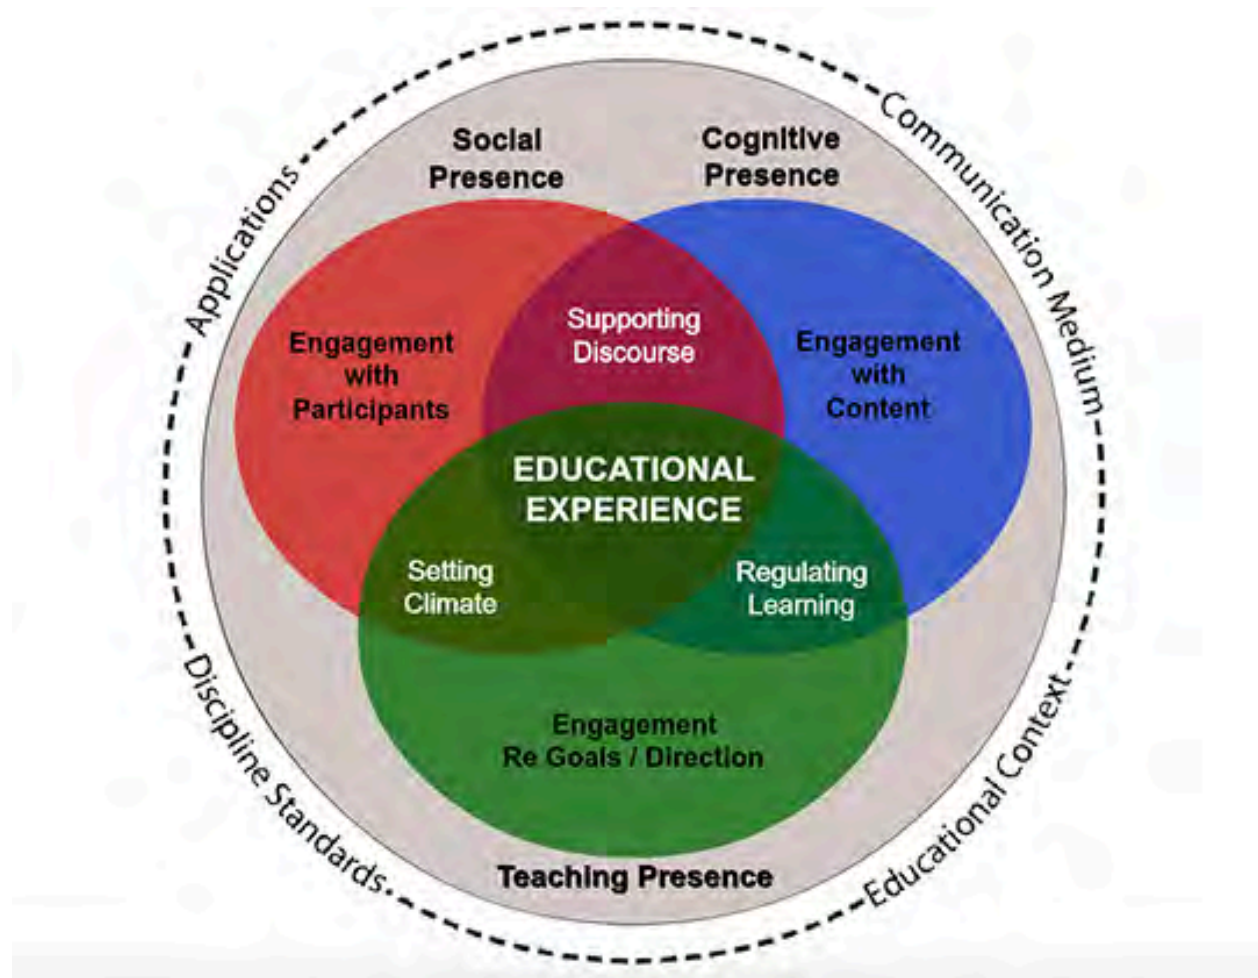 Social
Presence
Cognitive
Presence
Communication Medium
Applications
Engagement
with
Participants
Supporting
Discourse
Engagement
with
Content
EDUCATIONAL
EXPERIENCE
Setting
Climate
Regulating
Learning
Engagement
Re Goals / Direction
Teaching Presence
Discipline Standards
Educational Context